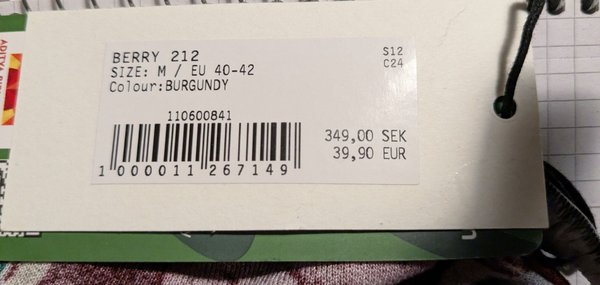 BERRY 212
S12
SIZE: M / EU 40-42
C24
Colour:BURGUNDY
110600841
349,00 SEK
39,90 EUR
1 000011 267149
ADITYA